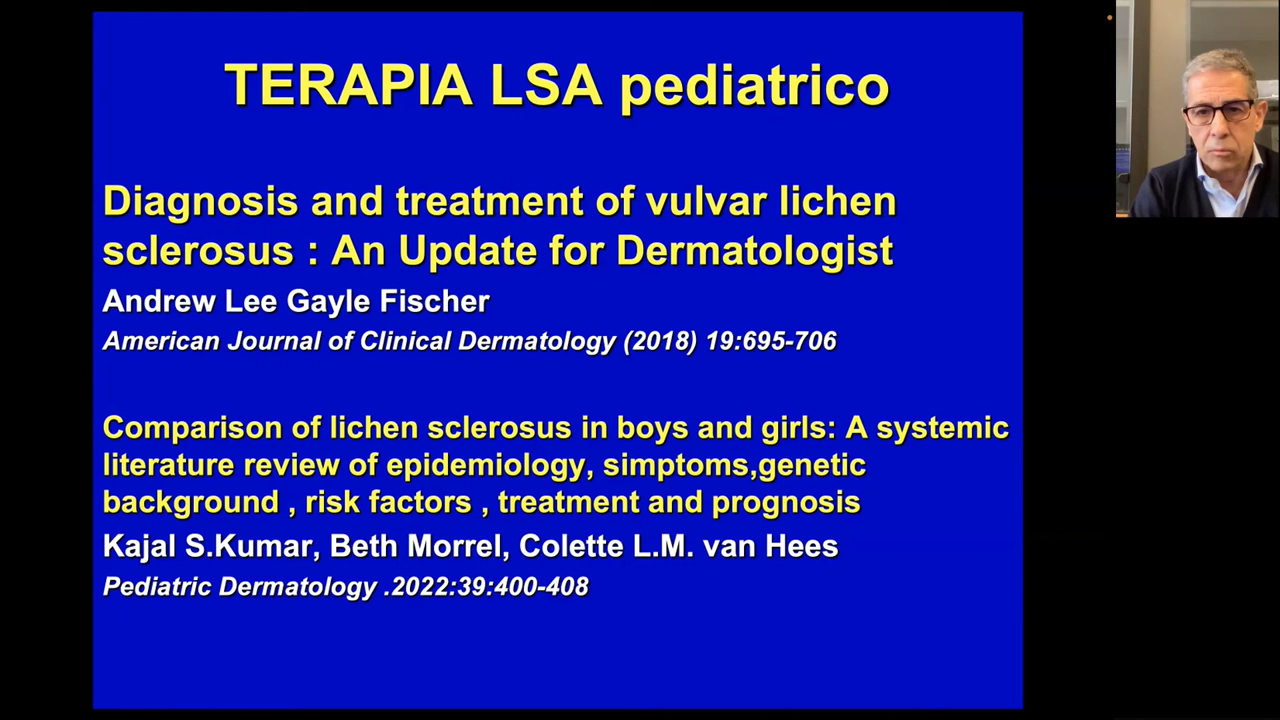 TERAPIA LSA pediatrico
Diagnosis and treatment of vulvar lichen
sclerosus : An Update for Dermatologist
Andrew Lee Gayle Fischer
American Journal of Clinical Dermatology (2018) 19:695-706
Comparison of lichen sclerosus in boys and girls: A systemic
literature review of epidemiology, simptoms,genetic
background , risk factors , treatment and prognosis
Kajal S.Kumar, Beth Morrel, Colette L.M. van Hees
Pediatric Dermatology .2022:39:400-408